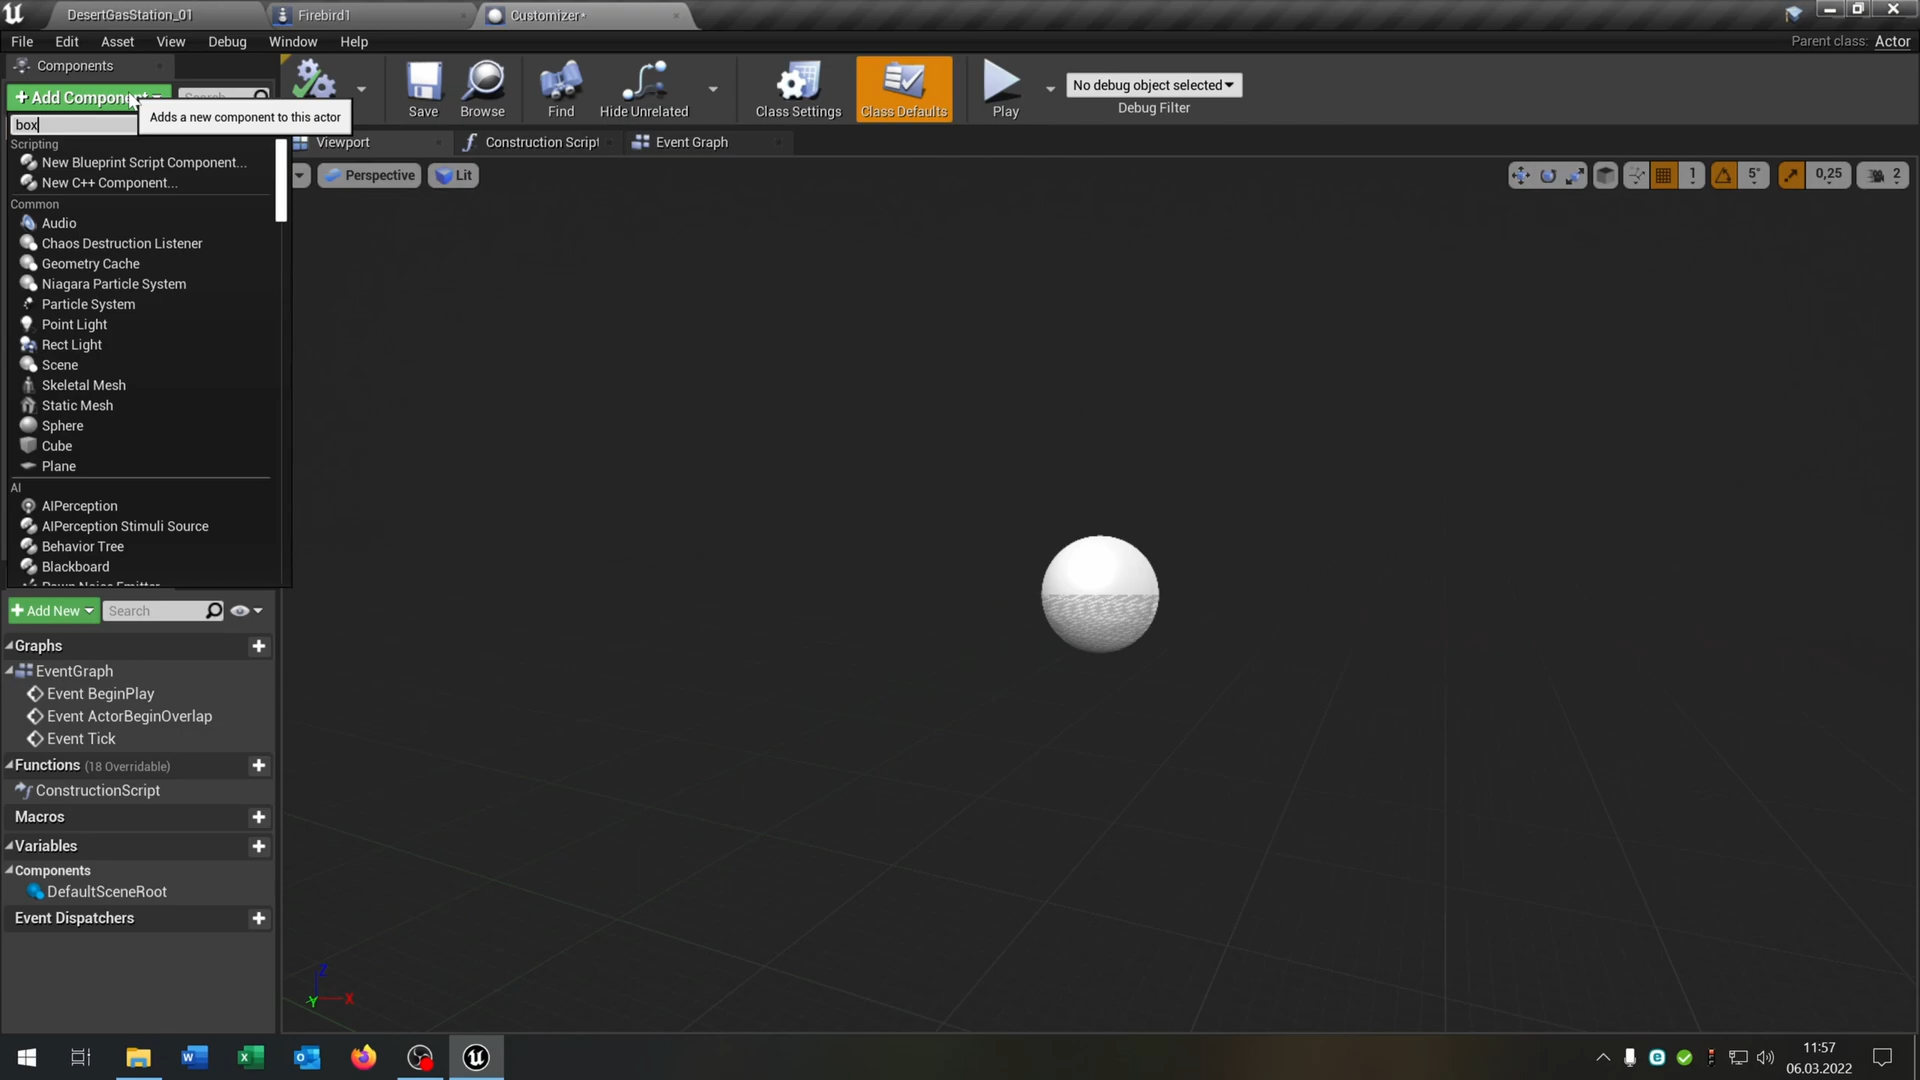 DesertGasStation_01
Firebird1
Customizer*
File Edit Asset View Debug Window Help
Parent class: Actor
Components
+ Add Component
Search
box
Adds a new component to this actor
Save
Browse
Find
Hide Unrelated
Class Settings
Class Defaults
Play
No debug object selected
Debug Filter
Viewport
Construction Script
Event Graph
Perspective
Lit
1
5°
0,25
2
Scripting
New Blueprint Script Component...
New C++ Component...
Common
Audio
Chaos Destruction Listener
Geometry Cache
Niagara Particle System
Particle System
Point Light
Rect Light
Scene
Skeletal Mesh
Static Mesh
Sphere
Cube
Plane
AI
AIPerception
AIPerception Stimuli Source
Behavior Tree
Blackboard
Pawn Noise Emitter
+ Add New
Search
Graphs
EventGraph
Event BeginPlay
Event ActorBeginOverlap
Event Tick
Functions (18 Overridable)
ConstructionScript
Macros
Variables
Components
DefaultSceneRoot
Event Dispatchers
Z
Y
X
11:57
06.03.2022